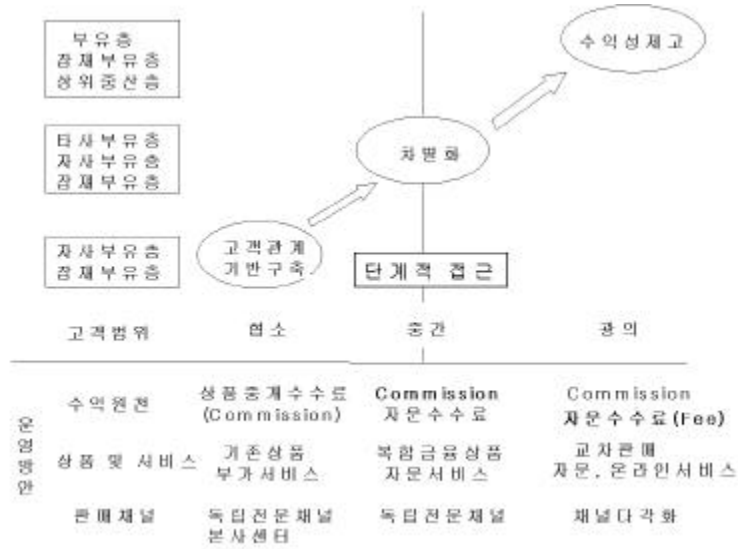 부유층
잠재부유층
상위중산층
수익성제고
타사부유층
자사부유층
잠재부유층
차별화
자사부유층
잠재부유층
고객관계
기반구축
단계적 접근
고객범위
협소
중간
광의
운영방안
수익원천
상품중개수수료
(Commission)
Commission
자문수수료
Commission
자문수수료(Fee)
상품 및 서비스
기존상품
부가서비스
복합금융상품
자문서비스
교차판매
자문, 온라인서비스
판매채널
독립전문채널
본사센터
독립전문채널
채널다각화